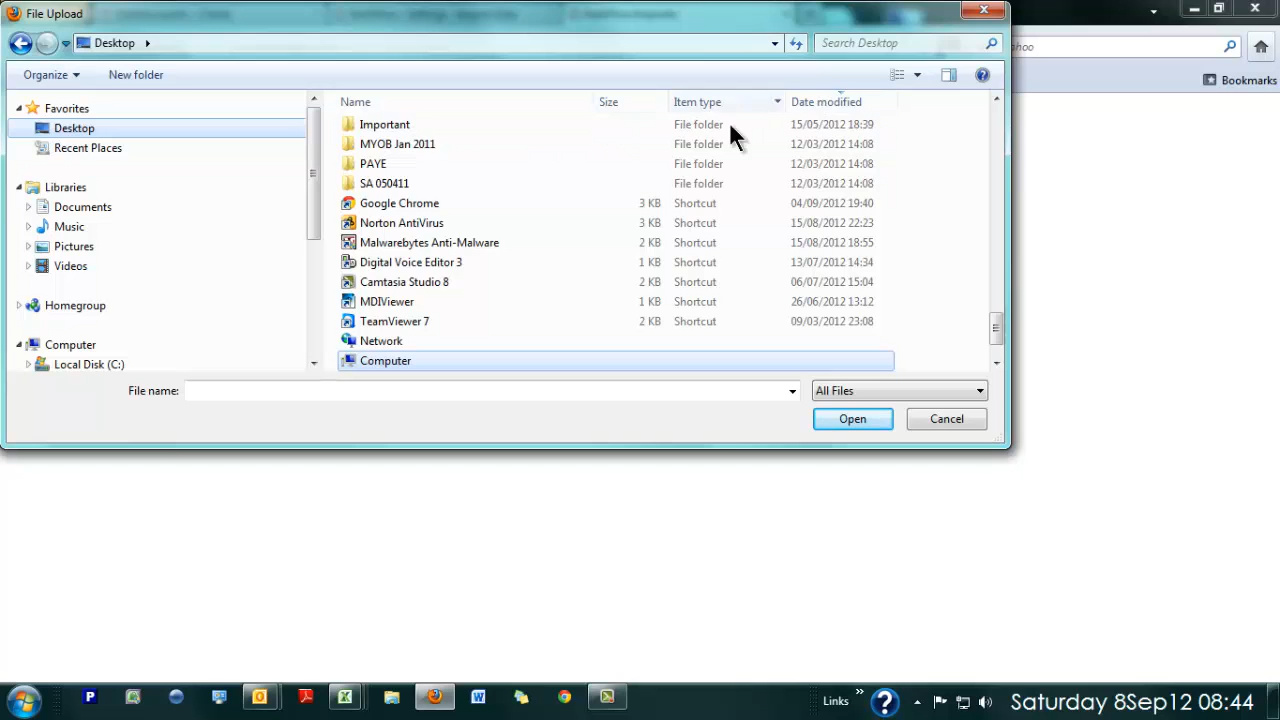 File Upload
Desktop
Search Desktop
Organize
New folder
Bookmarks
Favorites
Desktop
Recent Places
Libraries
Documents
Music
Pictures
Videos
Homegroup
Computer
Local Disk (C:)
Name Size Item type Date modified
Important File folder 15/05/2012 18:39
MYOB Jan 2011 File folder 12/03/2012 14:08
PAYE File folder 12/03/2012 14:08
SA 050411 File folder 12/03/2012 14:08
Google Chrome 3 KB Shortcut 04/09/2012 19:40
Norton AntiVirus 3 KB Shortcut 15/08/2012 22:23
Malwarebytes Anti-Malware 2 KB Shortcut 15/08/2012 18:55
Digital Voice Editor 3 1 KB Shortcut 13/07/2012 14:34
Camtasia Studio 8 2 KB Shortcut 06/07/2012 15:04
MDIViewer 1 KB Shortcut 26/06/2012 13:12
TeamViewer 7 2 KB Shortcut 09/03/2012 23:08
Network
Computer
File name:
All Files
Open
Cancel
Links
Saturday 8Sep12 08:44